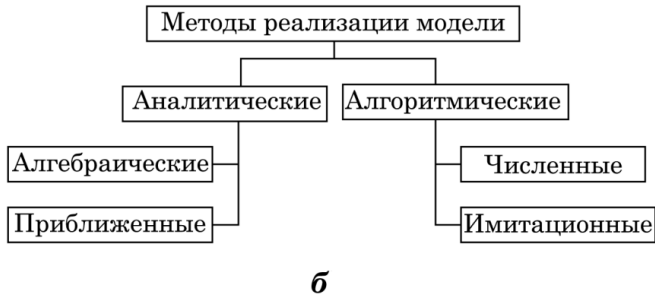 Методы реализации модели
Аналитические
Алгоритмические
Алгебраические
Численные
Приближенные
Имитационные
б